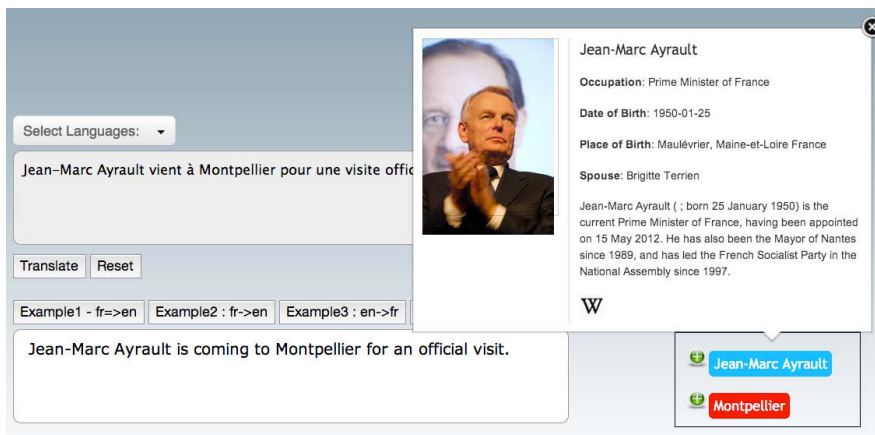 Jean-Marc Ayrault
Occupation: Prime Minister of France
Date of Birth: 1950-01-25
Place of Birth: Maulévrier, Maine-et-Loire France
Spouse: Brigitte Terrien
Jean-Marc Ayrault ( ; born 25 January 1950) is the
current Prime Minister of France, having been appointed
on 15 May 2012. He has also been the Mayor of Nantes
since 1989, and has led the French Socialist Party in the
National Assembly since 1997.
W
Select Languages:
Jean-Marc Ayrault vient à Montpellier pour une visite offic
Translate Reset
Example1 - fr=>en Example2 : fr->en Example3 : en->fr
Jean-Marc Ayrault is coming to Montpellier for an official visit.
Jean-Marc Ayrault
Montpellier